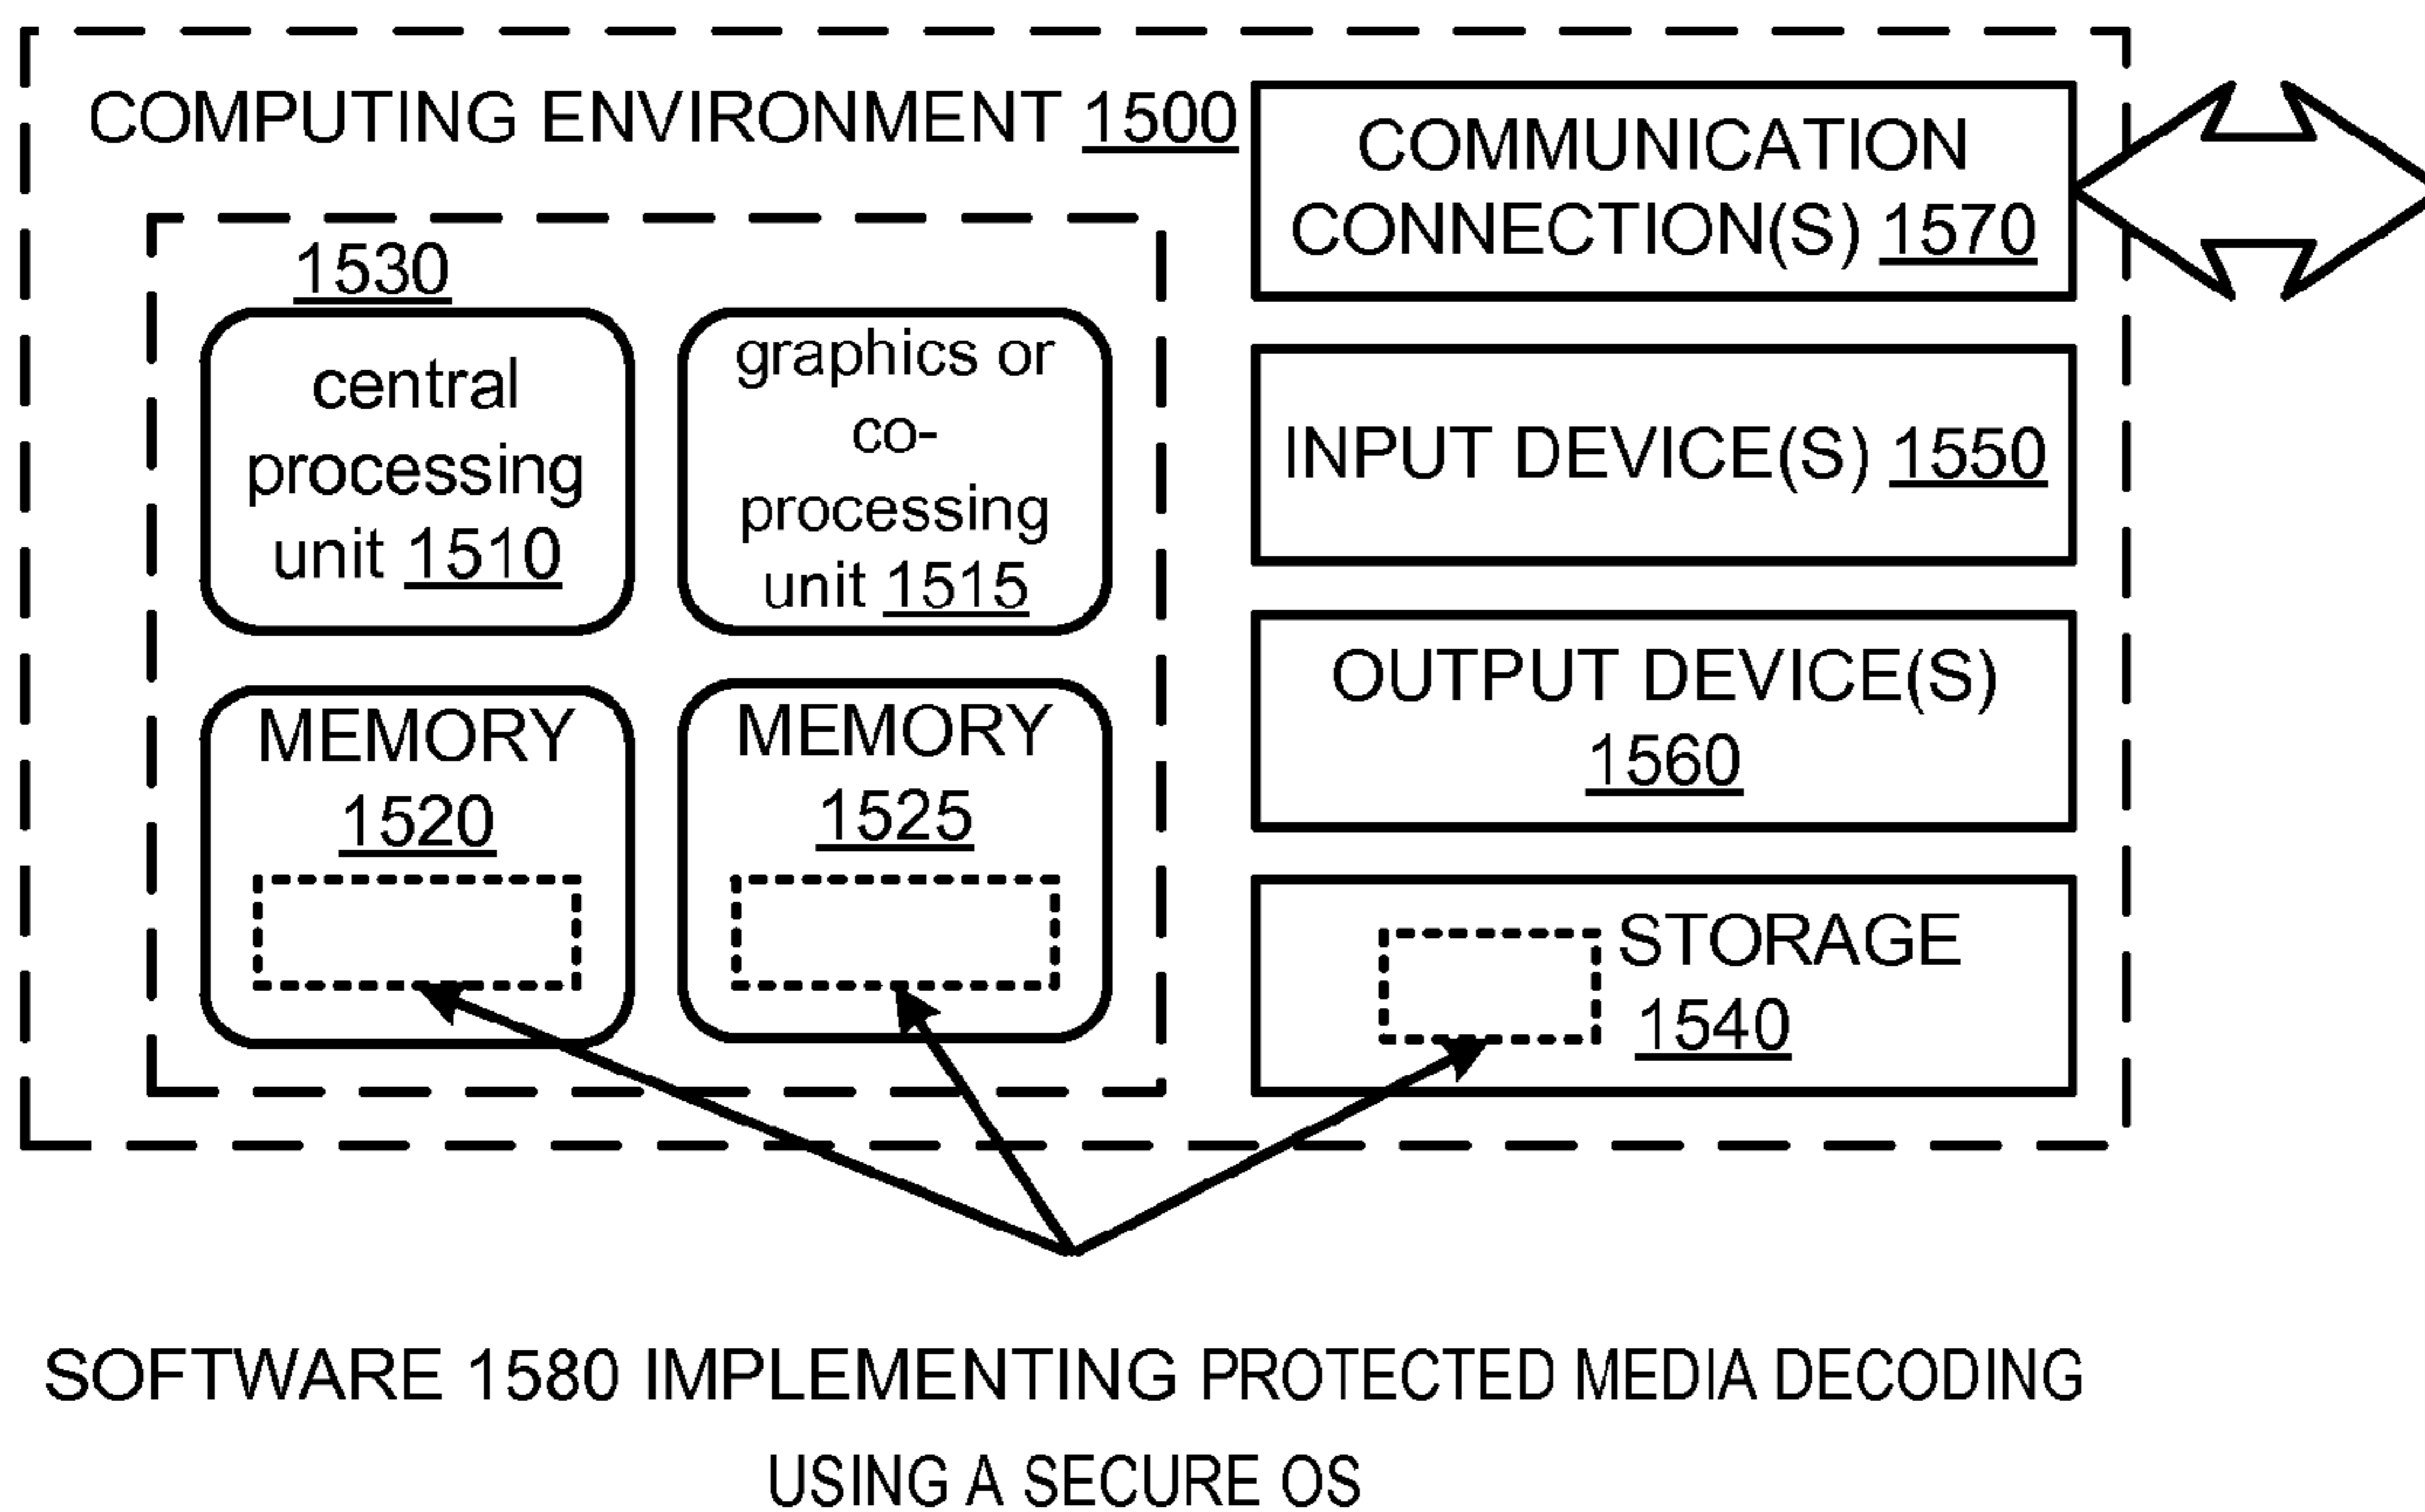 COMPUTING ENVIRONMENT 1500
1530
central
processing
unit 1510
graphics or
co-
processing
unit 1515
MEMORY
1520
MEMORY
1525
COMMUNICATION
CONNECTION(S) 1570
INPUT DEVICE(S) 1550
OUTPUT DEVICE(S)
1560
STORAGE
1540
SOFTWARE 1580 IMPLEMENTING PROTECTED MEDIA DECODING
USING A SECURE OS